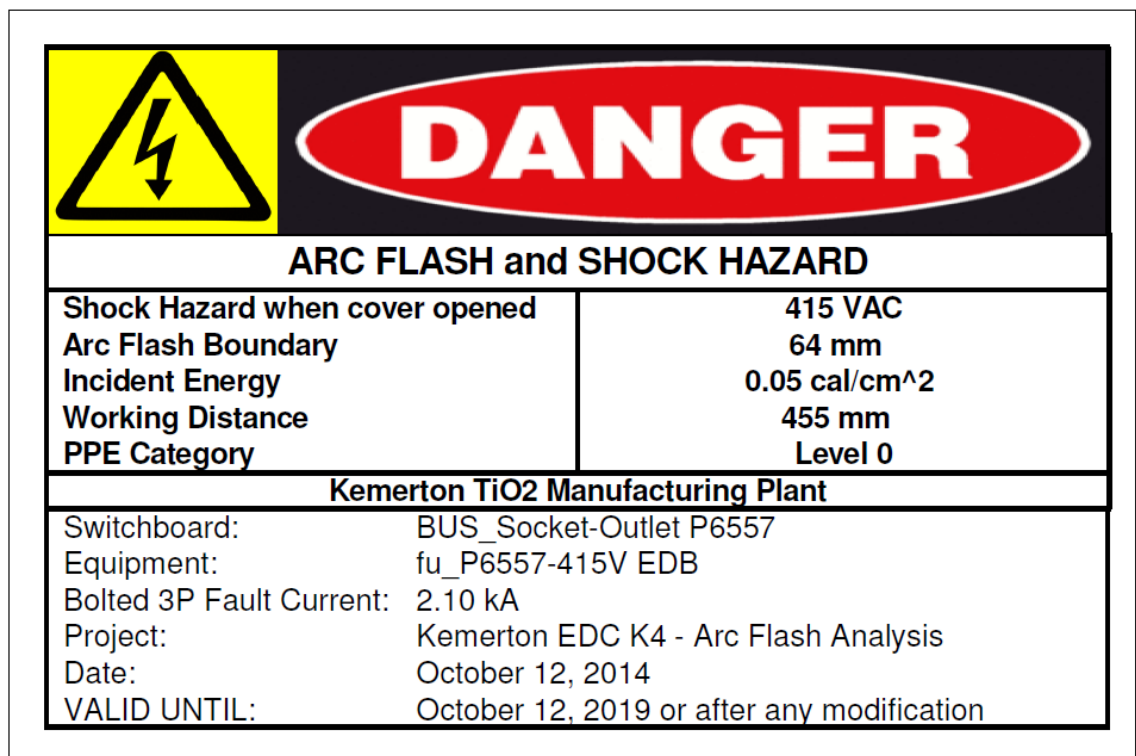 DANGER
ARC FLASH and SHOCK HAZARD
Shock Hazard when cover opened 415 VAC
Arc Flash Boundary 64 mm
Incident Energy 0.05 cal/cm^2
Working Distance 455 mm
PPE Category Level 0
Kemerton TiO2 Manufacturing Plant
Switchboard: BUS_Socket-Outlet P6557
Equipment: fu_P6557-415V EDB
Bolted 3P Fault Current: 2.10 kA
Project: Kemerton EDC K4 - Arc Flash Analysis
Date: October 12, 2014
VALID UNTIL: October 12, 2019 or after any modification